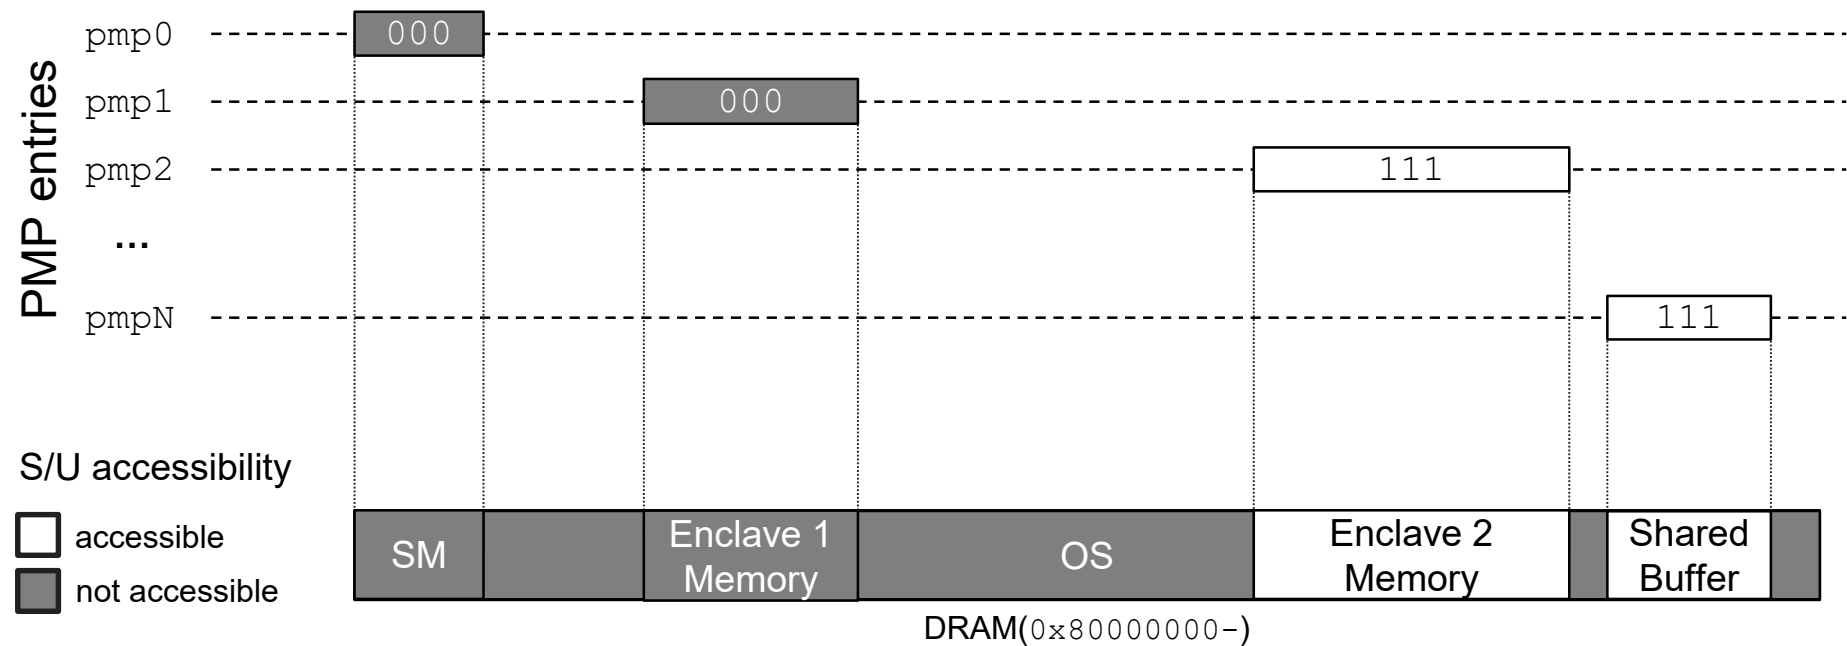 PMP entries
pmp0
000
pmp1
000
pmp2
111
...
pmpN
111
S/U accessibility
accessible
not accessible
SM
Enclave 1
Memory
OS
Enclave 2
Memory
Shared
Buffer
DRAM(0x80000000-)